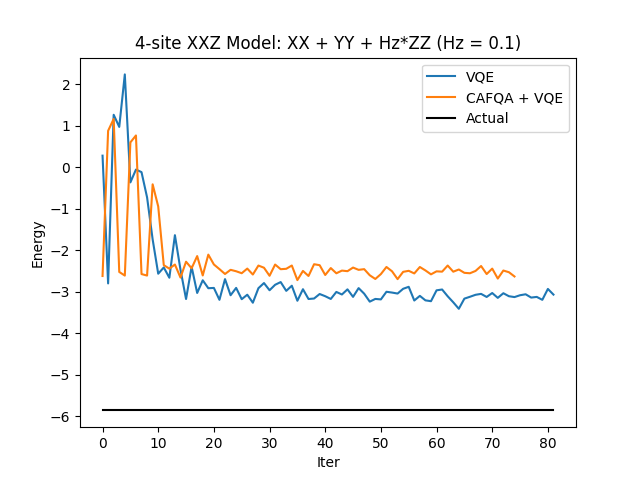 4-site XXZ Model: XX + YY + Hz*ZZ (Hz = 0.1)
VQE
CAFQA + VQE
Actual
Energy
2
1
0
−1
−2
−3
−4
−5
−6
0 10 20 30 40 50 60 70 80
Iter